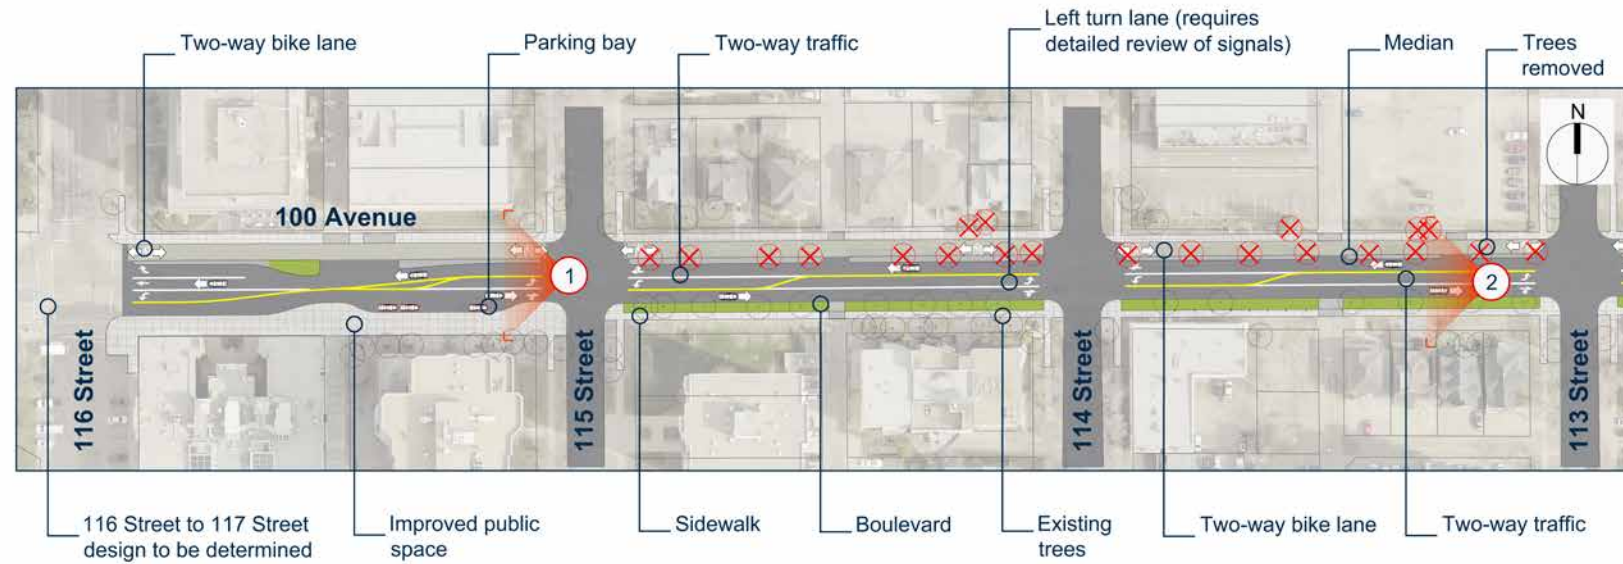 Two-way bike lane
Parking bay
Two-way traffic
Left turn lane (requires
detailed review of signals)
Median
Trees
removed
N
100 Avenue
1
2
116 Street
115 Street
114 Street
113 Street
116 Street to 117 Street
design to be determined
Improved public
space
Sidewalk
Boulevard
Existing
trees
Two-way bike lane
Two-way traffic